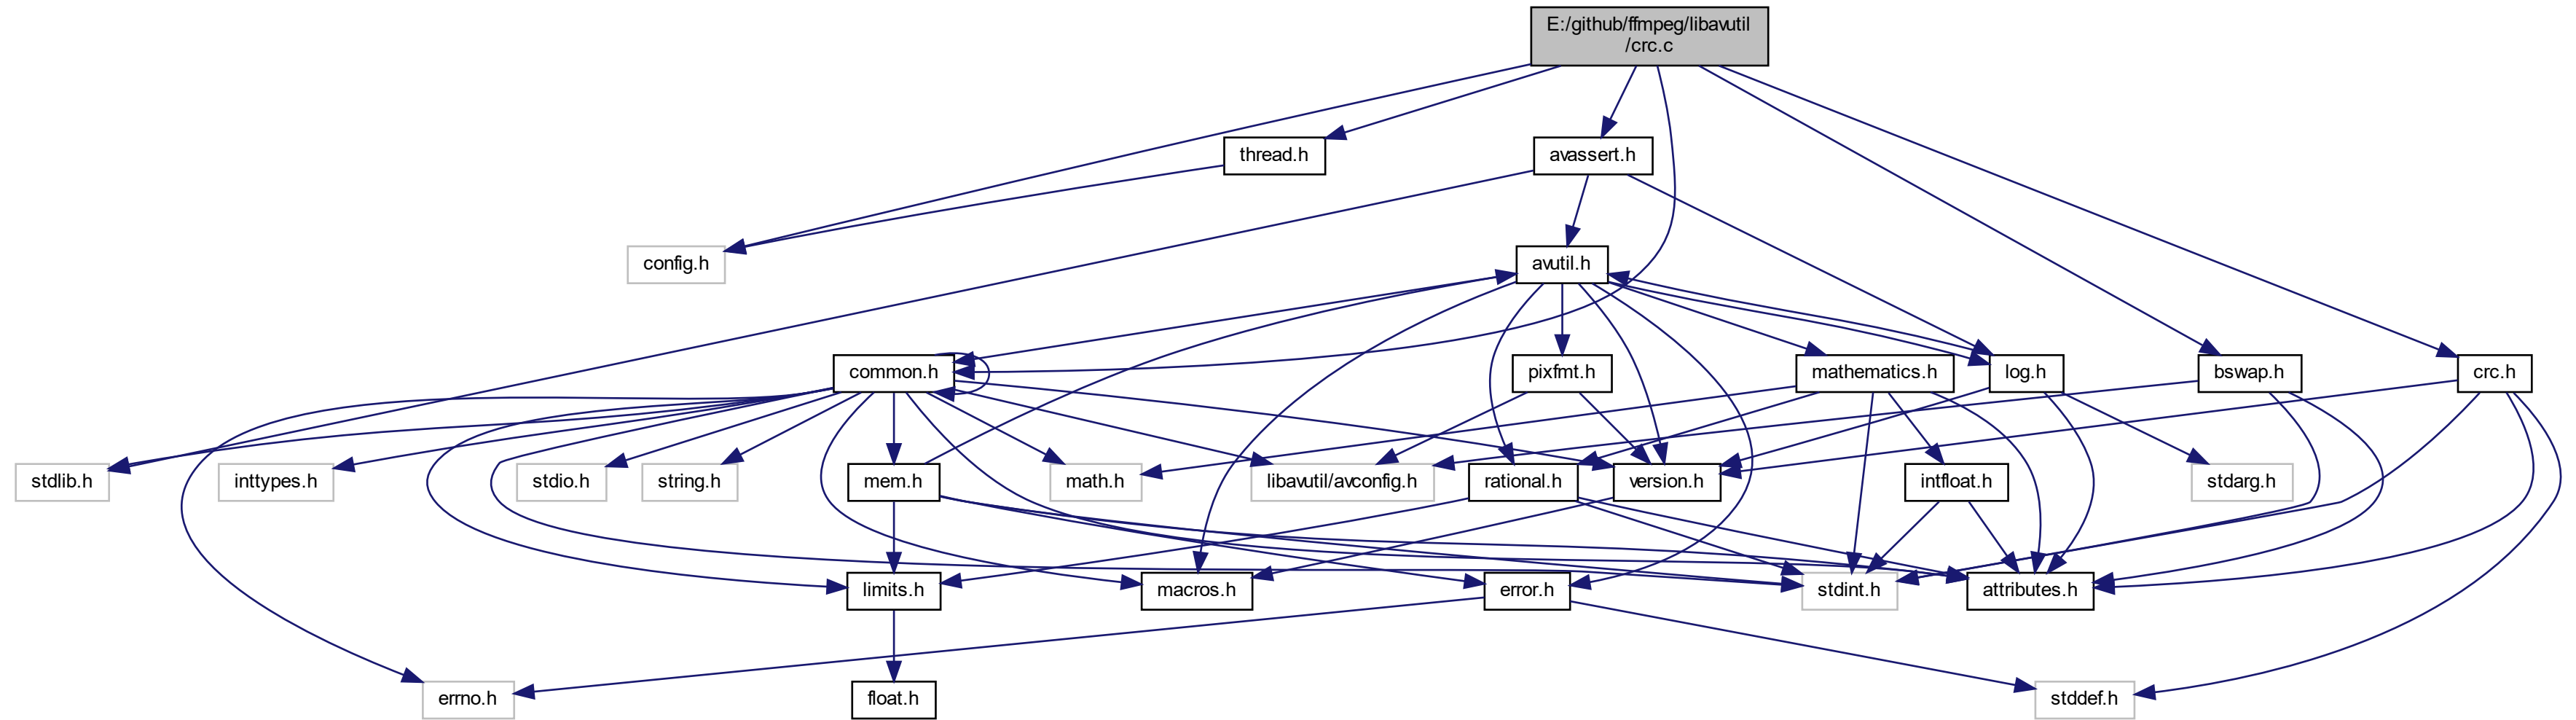 E:/github/ffmpeg/libavutil
/crc.c
thread.h
avassert.h
config.h
avutil.h
common.h
pixfmt.h
mathematics.h
log.h
bswap.h
crc.h
stdlib.h
inttypes.h
stdio.h
string.h
mem.h
math.h
libavutil/avconfig.h
rational.h
version.h
intfloat.h
stdarg.h
limits.h
macros.h
error.h
stdint.h
attributes.h
errno.h
float.h
stddef.h